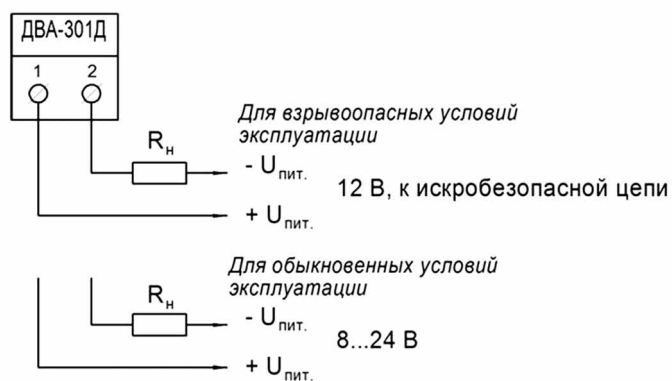 ДВА-301Д
1 2
Для взрывоопасных условий
эксплуатации
Rн
- Uпит.
12 В, к искробезопасной цепи
+ Uпит.
Для обыкновенных условий
эксплуатации
Rн
- Uпит.
8...24 В
+ Uпит.